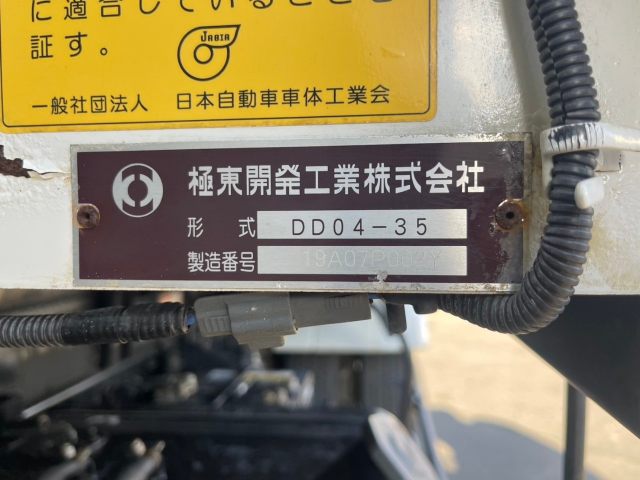 に適合していることを
証す。
JABIA
一般社団法人 日本自動車車体工業会
極東開発工業株式会社
形式 DD04-35
製造番号